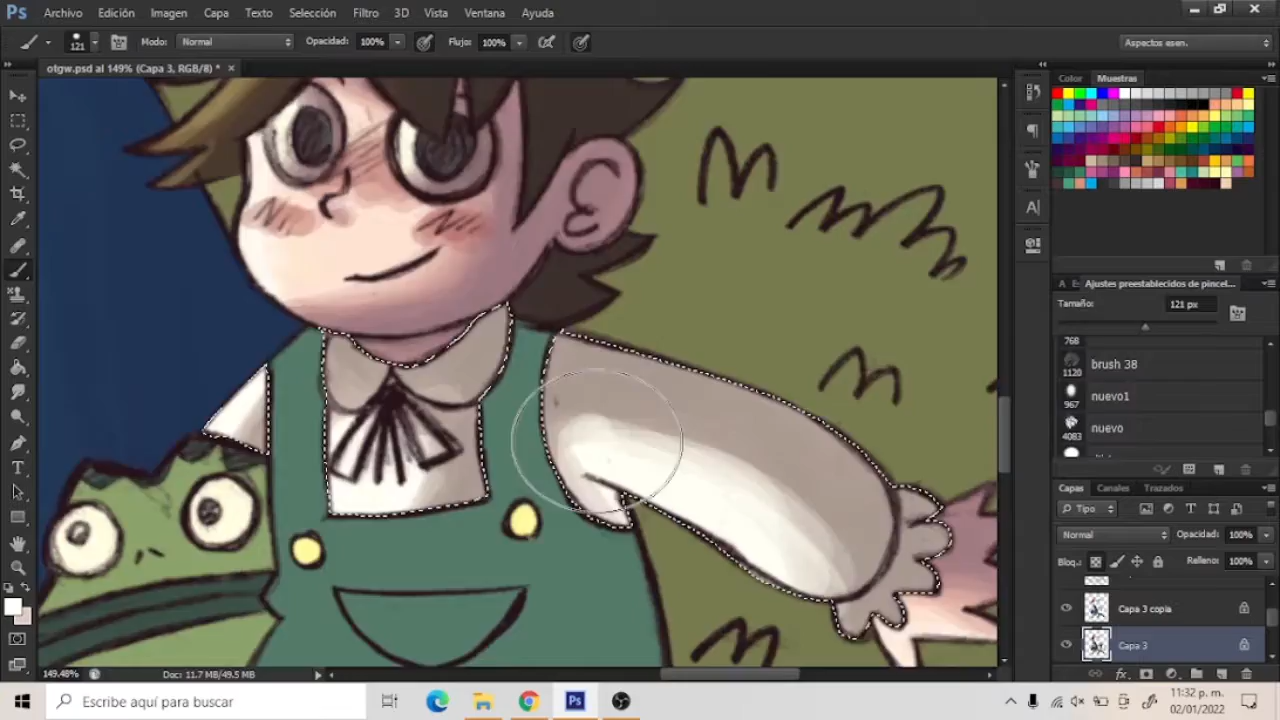 Ps Archivo Edición Imagen Capa Texto Selección Filtro 3D Vista Ventana Ayuda
121 Modo: Normal Opacidad: 100% Flujo: 100% Aspectos esen.
otgw.psd al 149% (Capa 3, RGB/8) *
Color Muestras
A
Ajustes preestablecidos de pincel...
Tamaño: 121 px
768
1120 brush 38
967 nuevo1
4083 nuevo
Capas Canales Trazados
Tipo
Normal Opacidad: 100%
Bloq.: Relleno: 100%
Capa 3 copia
Capa 3
149.48% Doc: 11.7 MB/49.5 MB
Escribe aquí para buscar
Ps
11:32 p. m.
02/01/2022